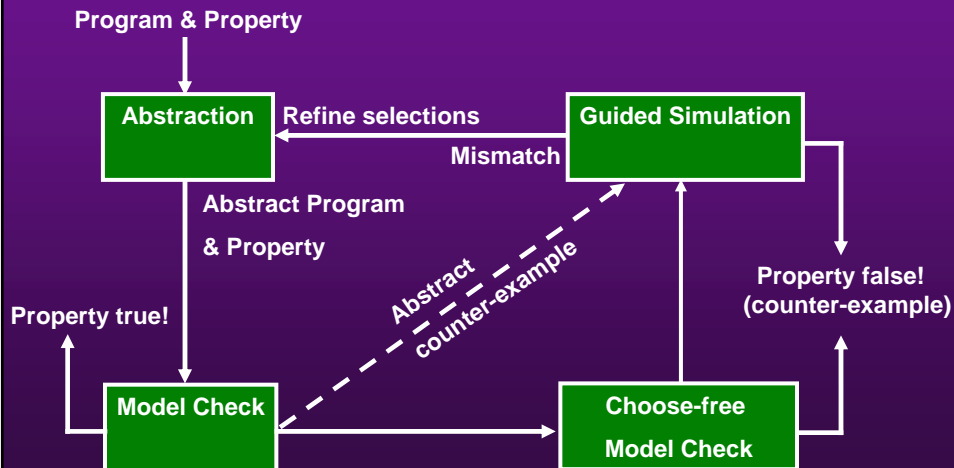 Program & Property
Abstraction
Refine selections
Guided Simulation
Mismatch
Abstract Program
& Property
Abstract
counter-example
Property false!
(counter-example)
Property true!
Model Check
Choose-free
Model Check